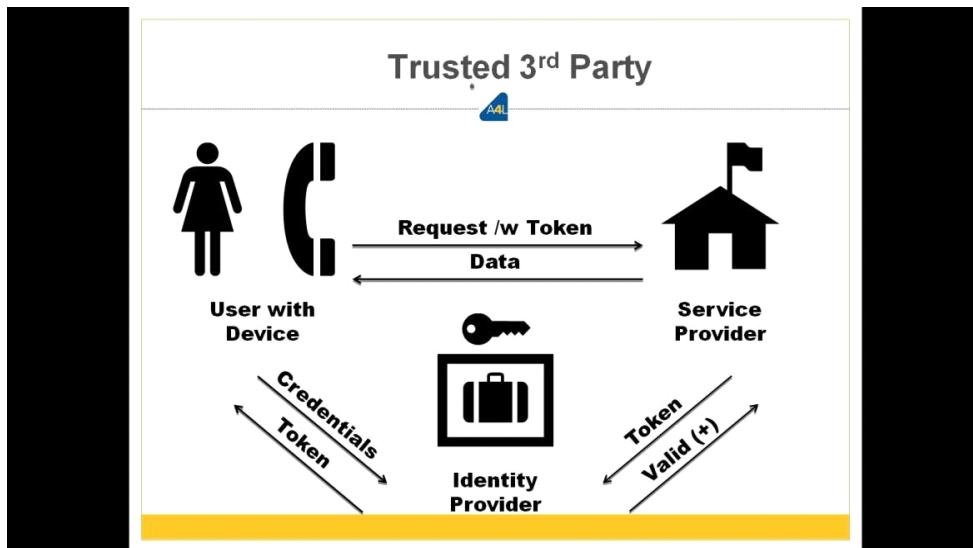 Trusted 3rd Party
A4L
Request /w Token
Data
User with
Device
Service
Provider
Credentials
Token
Token
Valid (+)
Identity
Provider